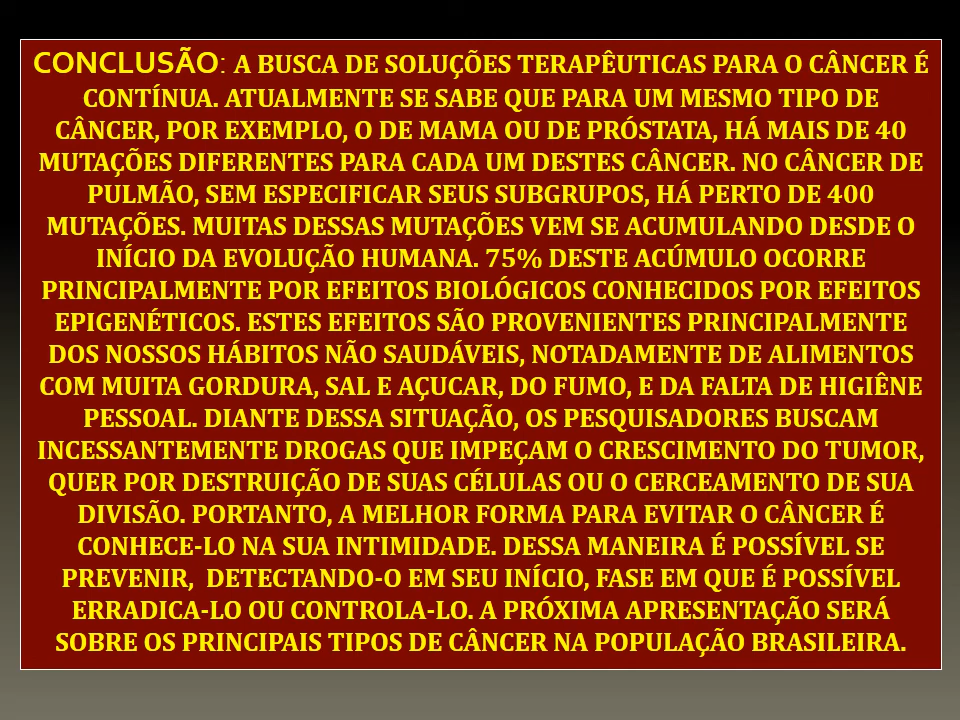 CONCLUSÃO: A BUSCA DE SOLUÇÕES TERAPÊUTICAS PARA O CÂNCER É
CONTÍNUA. ATUALMENTE SE SABE QUE PARA UM MESMO TIPO DE
CÂNCER, POR EXEMPLO, O DE MAMA OU DE PRÓSTATA, HÁ MAIS DE 40
MUTAÇÕES DIFERENTES PARA CADA UM DESTES CÂNCER. NO CÂNCER DE
PULMÃO, SEM ESPECIFICAR SEUS SUBGRUPOS, HÁ PERTO DE 400
MUTAÇÕES. MUITAS DESSAS MUTAÇÕES VEM SE ACUMULANDO DESDE O
INÍCIO DA EVOLUÇÃO HUMANA. 75% DESTE ACÚMULO OCORRE
PRINCIPALMENTE POR EFEITOS BIOLÓGICOS CONHECIDOS POR EFEITOS
EPIGENÉTICOS. ESTES EFEITOS SÃO PROVENIENTES PRINCIPALMENTE
DOS NOSSOS HÁBITOS NÃO SAUDÁVEIS, NOTADAMENTE DE ALIMENTOS
COM MUITA GORDURA, SAL E AÇUCAR, DO FUMO, E DA FALTA DE HIGIÊNE
PESSOAL. DIANTE DESSA SITUAÇÃO, OS PESQUISADORES BUSCAM
INCESSANTEMENTE DROGAS QUE IMPEÇAM O CRESCIMENTO DO TUMOR,
QUER POR DESTRUIÇÃO DE SUAS CÉLULAS OU O CERCEAMENTO DE SUA
DIVISÃO. PORTANTO, A MELHOR FORMA PARA EVITAR O CÂNCER É
CONHECE-LO NA SUA INTIMIDADE. DESSA MANEIRA É POSSÍVEL SE
PREVENIR, DETECTANDO-O EM SEU INÍCIO, FASE EM QUE É POSSÍVEL
ERRADICA-LO OU CONTROLA-LO. A PRÓXIMA APRESENTAÇÃO SERÁ
SOBRE OS PRINCIPAIS TIPOS DE CÂNCER NA POPULAÇÃO BRASILEIRA.